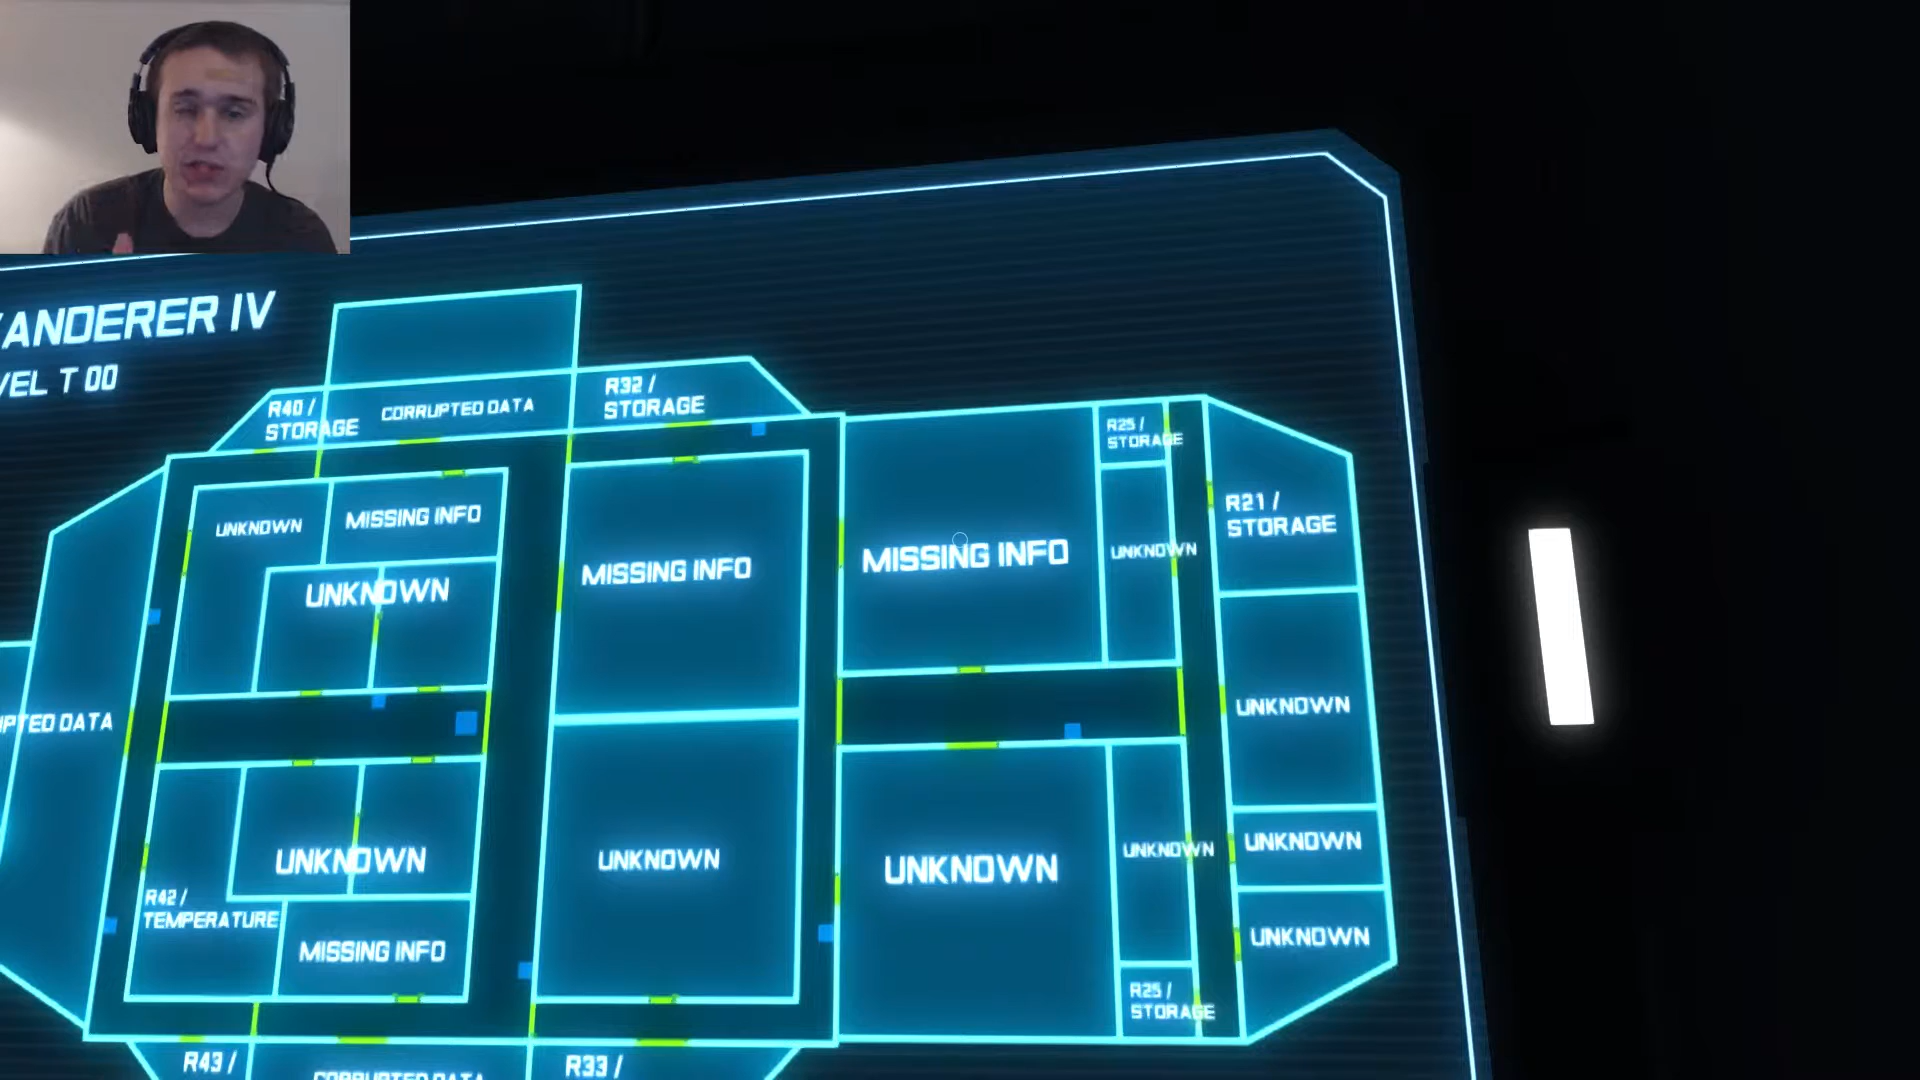 ANDERER IV
VEL T 00
R40 /
STORAGE
CORRUPTED DATA
R32 /
STORAGE
R25 /
STORAGE
R21 /
STORAGE
UNKNOWN
MISSING INFO
UNKNOWN
MISSING INFO
MISSING INFO
UNKNOWN
UNKNOWN
PTED DATA
UNKNOWN
UNKNOWN
UNKNOWN
UNKNOWN
UNKNOWN
UNKNOWN
R42 /
TEMPERATURE
MISSING INFO
R25 /
STORAGE
R43 /
CORRUPTED DATA
R33 /